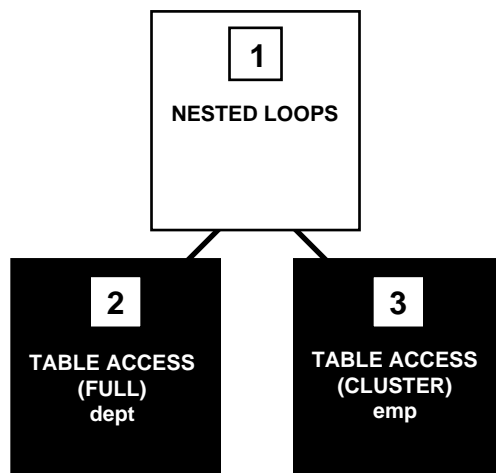 1
NESTED LOOPS
2
TABLE ACCESS
(FULL)
dept
3
TABLE ACCESS
(CLUSTER)
emp